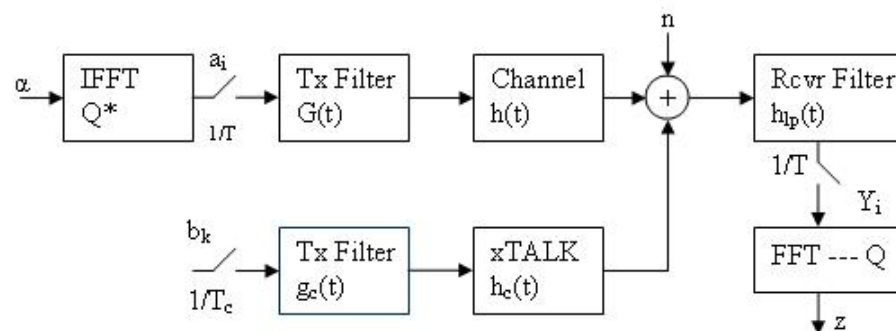 n
α
IFFT
Q*
a_i
1/T
Tx Filter
G(t)
Channel
h(t)
+
Rcvr Filter
h_lp(t)
1/T
Y_i
b_k
1/T_c
Tx Filter
g_c(t)
xTALK
h_c(t)
FFT --- Q
z